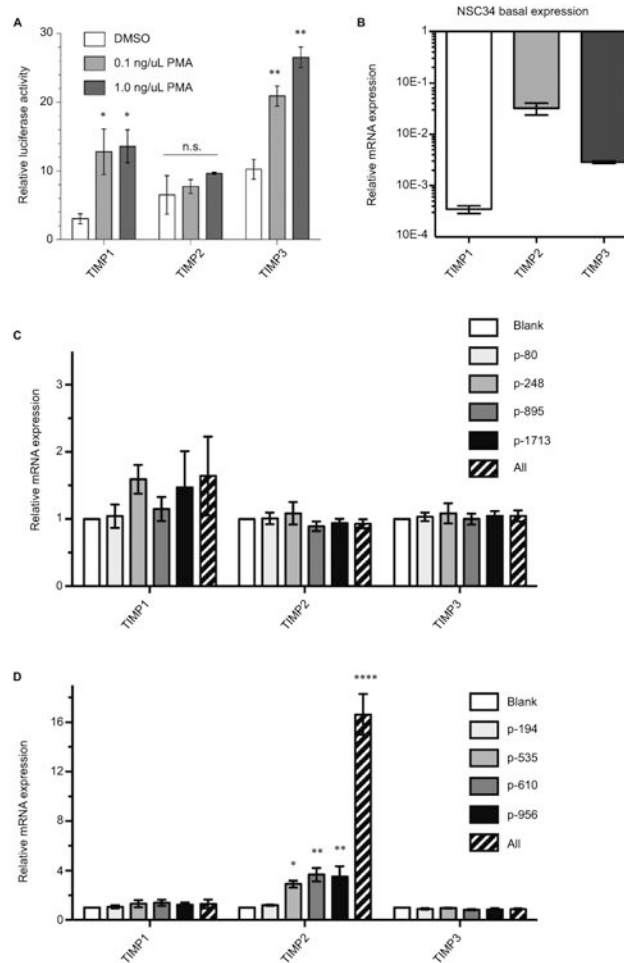 A
DMSO
0.1 ng/uL PMA
1.0 ng/uL PMA
Relative luciferase activity
30
20
10
0
* *
n.s.
** **
TIMP1 TIMP2 TIMP3
B
NSC34 basal expression
Relative mRNA expression
1
10E-1
10E-2
10E-3
10E-4
TIMP1 TIMP2 TIMP3
C
Blank
p-80
p-248
p-895
p-1713
All
Relative mRNA expression
3
2
1
0
TIMP1 TIMP2 TIMP3
D
Blank
p-194
p-535
p-610
p-956
All
Relative mRNA expression
16
12
8
4
0
* ** ** ****
TIMP1 TIMP2 TIMP3